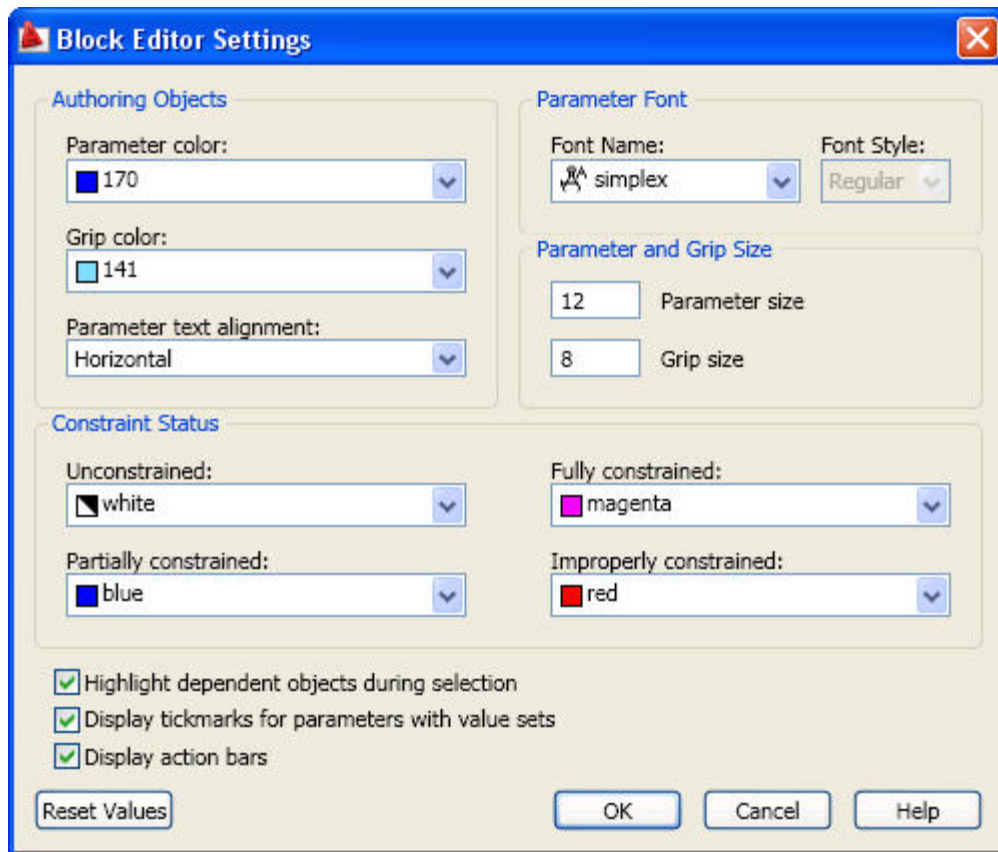 Block Editor Settings
Authoring Objects
Parameter color:
170
Grip color:
141
Parameter text alignment:
Horizontal
Parameter Font
Font Name:
simplex
Font Style:
Regular
Parameter and Grip Size
12 Parameter size
8 Grip size
Constraint Status
Unconstrained:
white
Fully constrained:
magenta
Partially constrained:
blue
Improperly constrained:
red
Highlight dependent objects during selection
Display tickmarks for parameters with value sets
Display action bars
Reset Values
OK
Cancel
Help